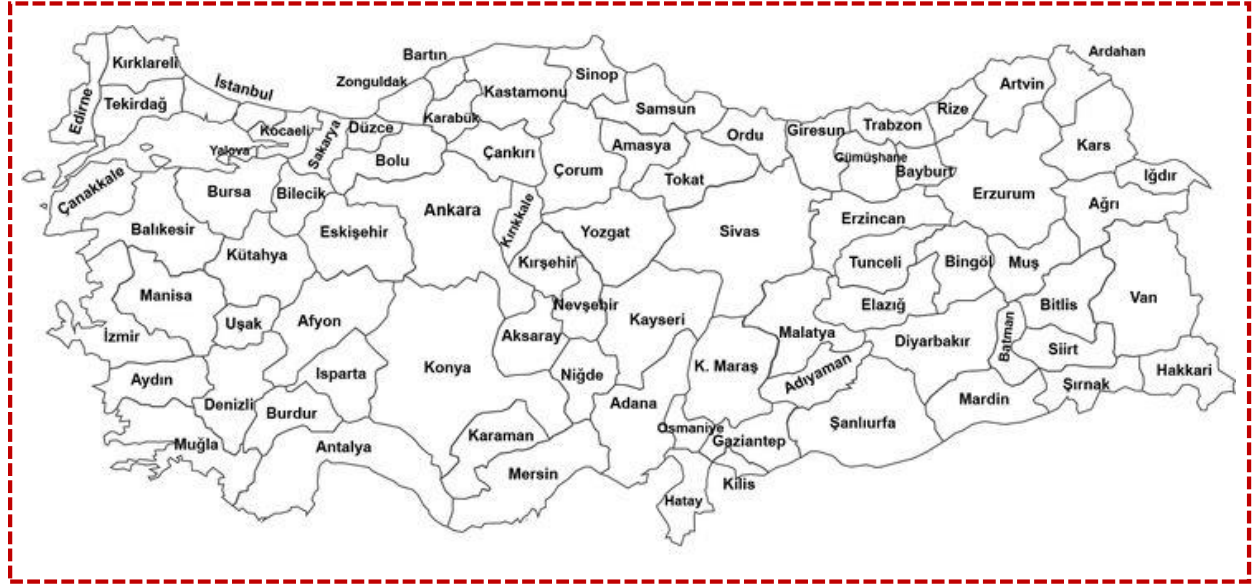 Bartın
Ardahan
Kırklareli
Sinop
Zonguldak
Artvin
İstanbul
Kastamonu
Tekirdağ
Edirne
Samsun
Rize
Karabük
Trabzon
Kocaeli
Düzce
Ordu
Giresun
Sakarya
Amasya
Kars
Yalova
Çankırı
Bolu
Gümüşhane
Çorum
Bayburt
Iğdır
Tokat
Çanakkale
Bursa
Bilecik
Erzurum
Ağrı
Ankara
Kırıkkale
Erzincan
Balıkesir
Eskişehir
Yozgat
Sivas
Kütahya
Kırşehir
Tunceli
Bingöl
Muş
Manisa
Nevşehir
Elazığ
Bitlis
Van
Uşak
Afyon
Kayseri
İzmir
Aksaray
Malatya
Diyarbakır
Batman
Siirt
Konya
K. Maraş
Adıyaman
Hakkari
Aydın
Isparta
Niğde
Şırnak
Denizli
Burdur
Adana
Mardin
Şanlıurfa
Osmaniye
Karaman
Gaziantep
Muğla
Antalya
Mersin
Kilis
Hatay